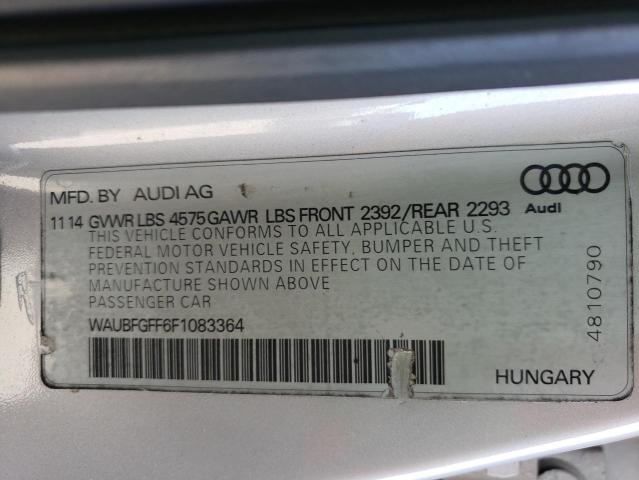 MFD. BY AUDI AG
11 14 GVWR LBS 4575 GAWR LBS FRONT 2392/REAR 2293
Audi
THIS VEHICLE CONFORMS TO ALL APPLICABLE U.S.
FEDERAL MOTOR VEHICLE SAFETY, BUMPER AND THEFT
PREVENTION STANDARDS IN EFFECT ON THE DATE OF
MANUFACTURE SHOWN ABOVE
PASSENGER CAR
WAUBFGFF6F1083364
HUNGARY
4810790